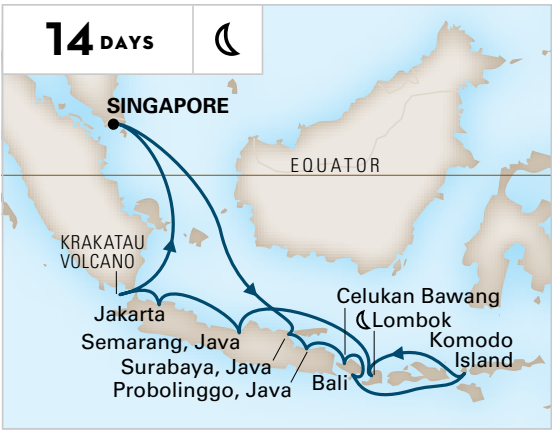 14 DAYS
SINGAPORE
EQUATOR
KRAKATAU
VOLCANO
Jakarta
Celukan Bawang
Lombok
Semarang, Java
Komodo
Island
Surabaya, Java
Probolinggo, Java
Bali